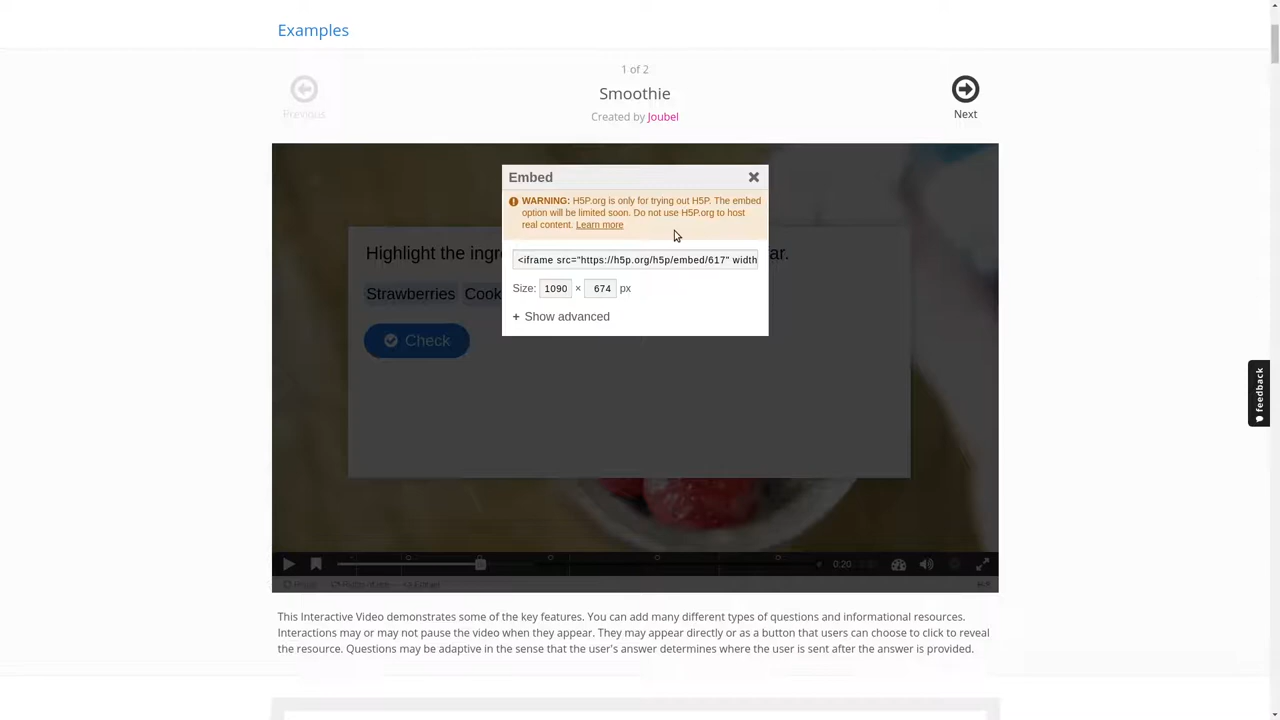 Examples
1 of 2
Previous
Smoothie
Next
Created by Joubel
Embed
WARNING: H5P.org is only for trying out H5P. The embed
option will be limited soon. Do not use H5P.org to host
real content. Learn more
Highlight the ingre
ar.
<iframe src="https://h5p.org/h5p/embed/617" width
Strawberries Cook
Size: 1090 × 674 px
+ Show advanced
Check
feedback
0:20
This Interactive Video demonstrates some of the key features. You can add many different types of questions and informational resources.
Interactions may or may not pause the video when they appear. They may appear directly or as a button that users can choose to click to reveal
the resource. Questions may be adaptive in the sense that the user's answer determines where the user is sent after the answer is provided.